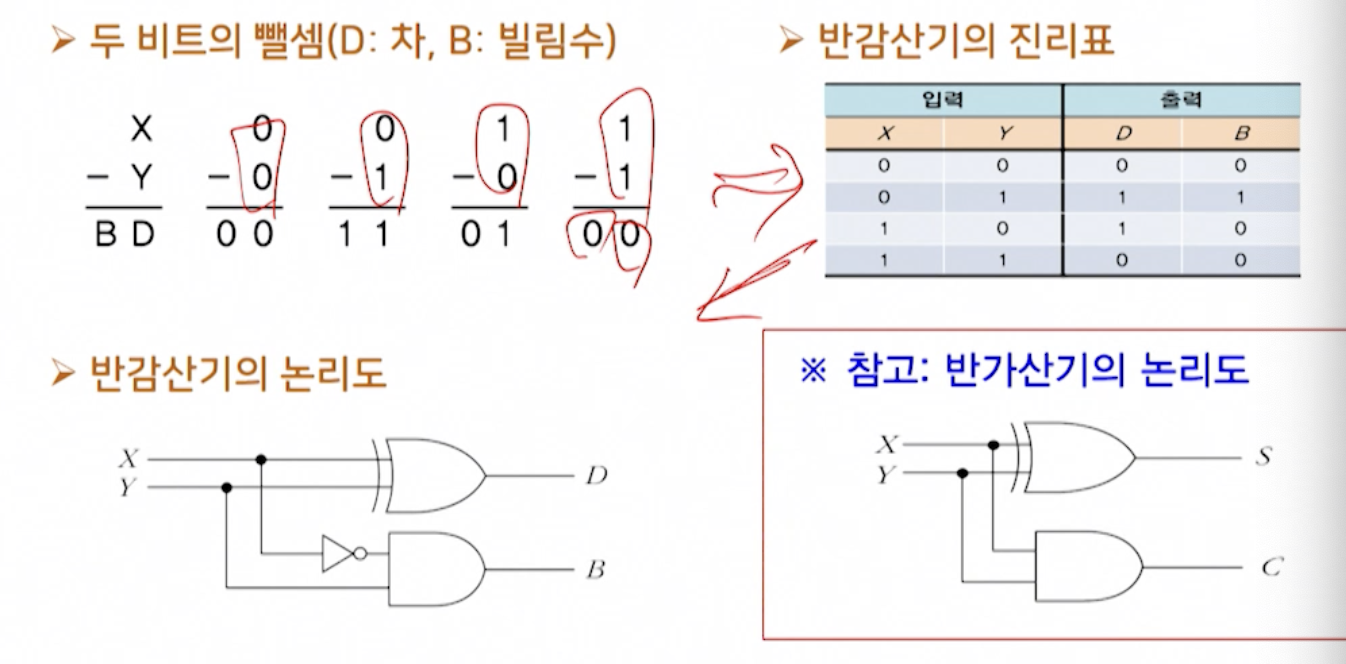 ➢ 두 비트의 뺄셈(D: 차, B: 빌림수)
X 0 0 1 1
− Y − 0 − 1 − 0 − 1
B D 0 0 1 1 0 1 0 0
➢ 반감산기의 진리표
입력 출력
X Y D B
0 0 0 0
0 1 1 1
1 0 1 0
1 1 0 0
➢ 반감산기의 논리도
X
Y
D
B
※ 참고: 반가산기의 논리도
X
Y
S
C